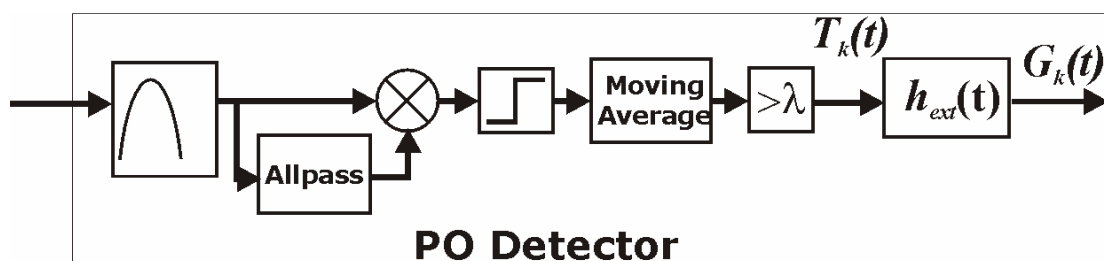 T_k(t)
G_k(t)
Moving
Average
>λ
h_ext(t)
Allpass
PO Detector